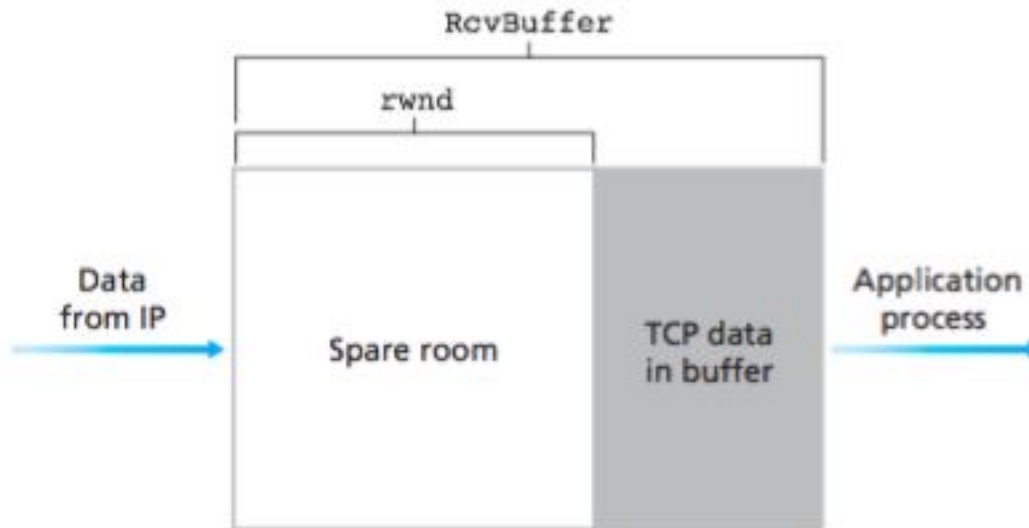 RcvBuffer
rwnd
Data
from IP
Spare room
TCP data
in buffer
Application
process